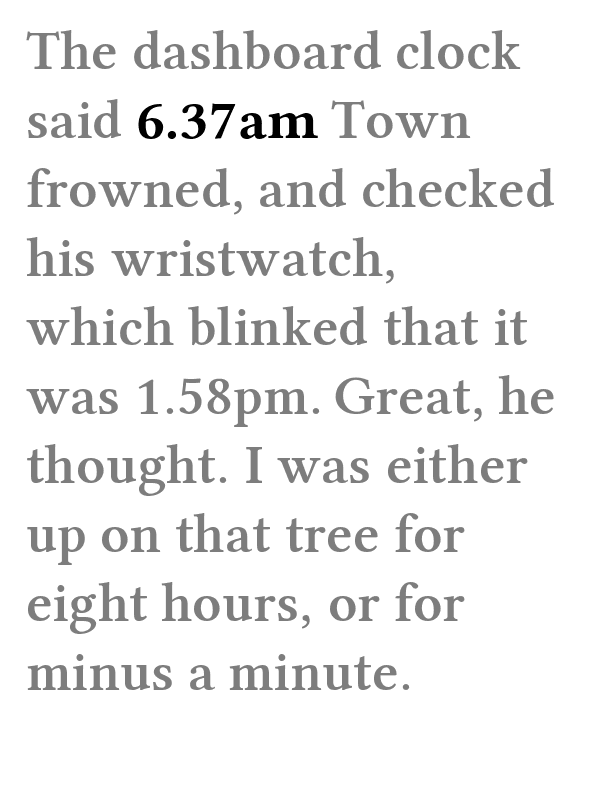 The dashboard clock
said 6.37am Town
frowned, and checked
his wristwatch,
which blinked that it
was 1.58pm. Great, he
thought. I was either
up on that tree for
eight hours, or for
minus a minute.